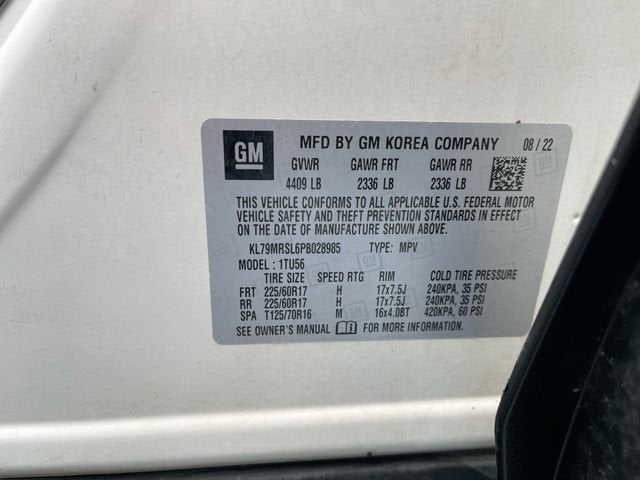 GM MFD BY GM KOREA COMPANY 08 / 22
GVWR GAWR FRT GAWR RR
4409 LB 2336 LB 2336 LB
THIS VEHICLE CONFORMS TO ALL APPLICABLE U.S. FEDERAL MOTOR
VEHICLE SAFETY AND THEFT PREVENTION STANDARDS IN EFFECT
ON THE DATE OF MANUFACTURE SHOWN ABOVE.
KL79MRSL6PB028985 TYPE: MPV
MODEL : 1TU56
TIRE SIZE SPEED RTG RIM COLD TIRE PRESSURE
FRT 225/60R17 H 17x7.5J 240KPA, 35 PSI
RR 225/60R17 H 17x7.5J 240KPA, 35 PSI
SPA T125/70R16 M 16x4.0BT 420KPA, 60 PSI
SEE OWNER'S MANUAL FOR MORE INFORMATION.